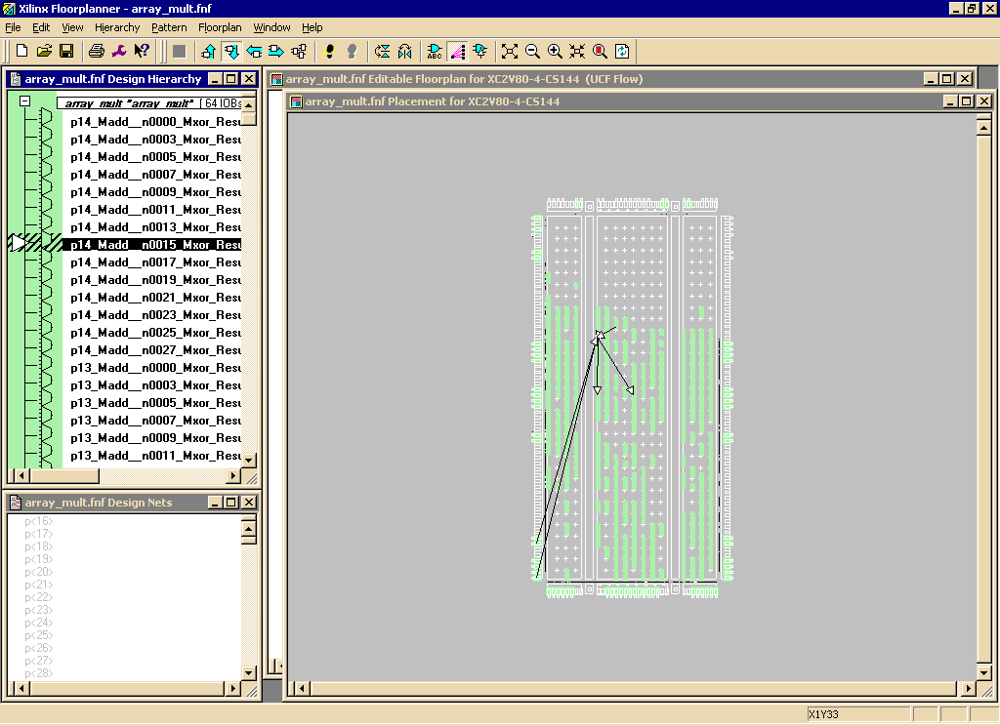 Xilinx Floorplanner - array_mult.fnf
File Edit View Hierarchy Pattern Floorplan Window Help
ABC
array_mult.fnf Design Hierarchy
array_mult "array_mult" [ 64 IOBs
p14_Madd__n0000_Mxor_Resu
p14_Madd__n0003_Mxor_Resu
p14_Madd__n0005_Mxor_Resu
p14_Madd__n0007_Mxor_Resu
p14_Madd__n0009_Mxor_Resu
p14_Madd__n0011_Mxor_Resu
p14_Madd__n0013_Mxor_Resu
p14_Madd__n0015_Mxor_Resu
p14_Madd__n0017_Mxor_Resu
p14_Madd__n0019_Mxor_Resu
p14_Madd__n0021_Mxor_Resu
p14_Madd__n0023_Mxor_Resu
p14_Madd__n0025_Mxor_Resu
p14_Madd__n0027_Mxor_Resu
p13_Madd__n0000_Mxor_Resu
p13_Madd__n0003_Mxor_Resu
p13_Madd__n0005_Mxor_Resu
p13_Madd__n0007_Mxor_Resu
p13_Madd__n0009_Mxor_Resu
p13_Madd__n0011_Mxor_Resu
array_mult.fnf Design Nets
p<16>
p<17>
p<18>
p<19>
p<20>
p<21>
p<22>
p<23>
p<24>
p<25>
p<26>
p<27>
p<28>
array_mult.fnf Editable Floorplan for XC2V80-4-CS144 (UCF Flow)
array_mult.fnf Placement for XC2V80-4-CS144
X1Y33